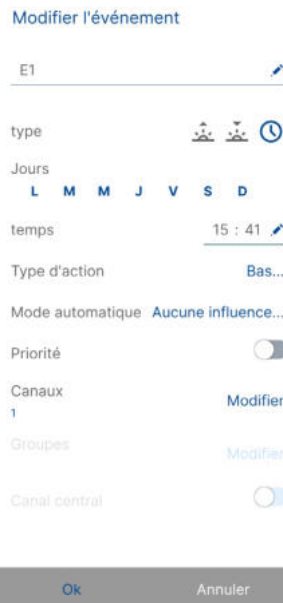 Modifier l'événement
E1
type
Jours
L M M J V S D
temps 15 : 41
Type d'action Bas...
Mode automatique Aucune influence...
Priorité
Canaux Modifier
1
Groupes Modifier
Canal central
Ok Annuler